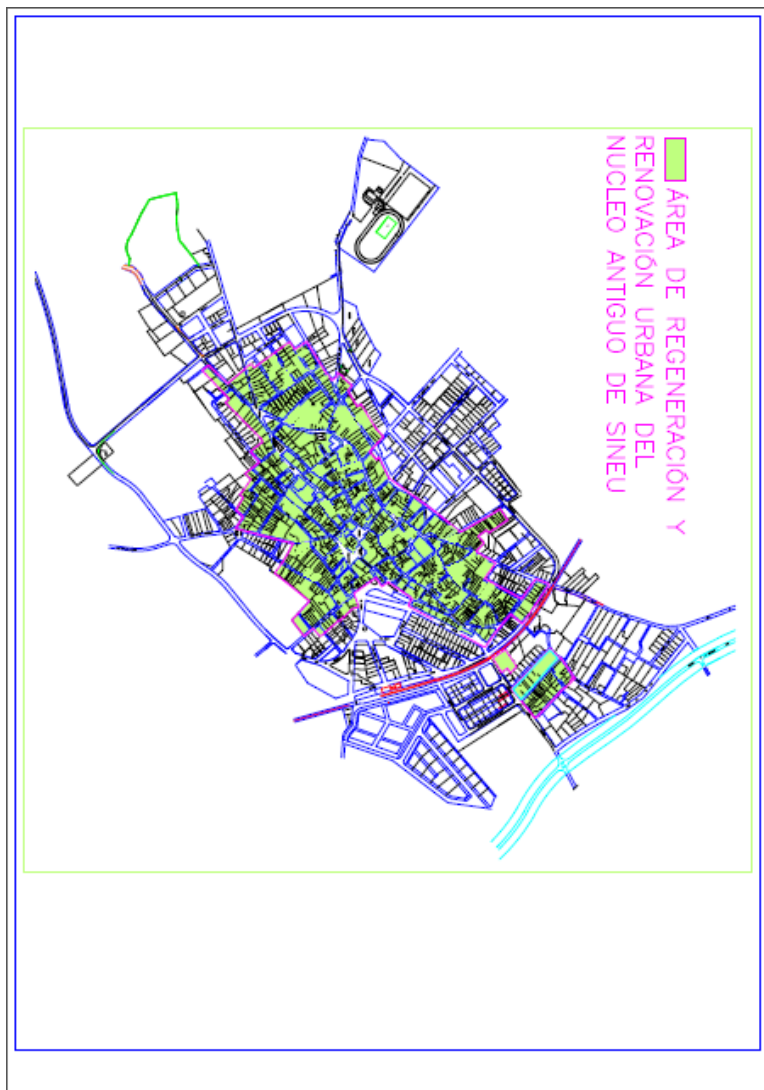 ÁREA DE REGENERACIÓN Y
RENOVACIÓN URBANA DEL
NUCLEO ANTIGUO DE SINEU